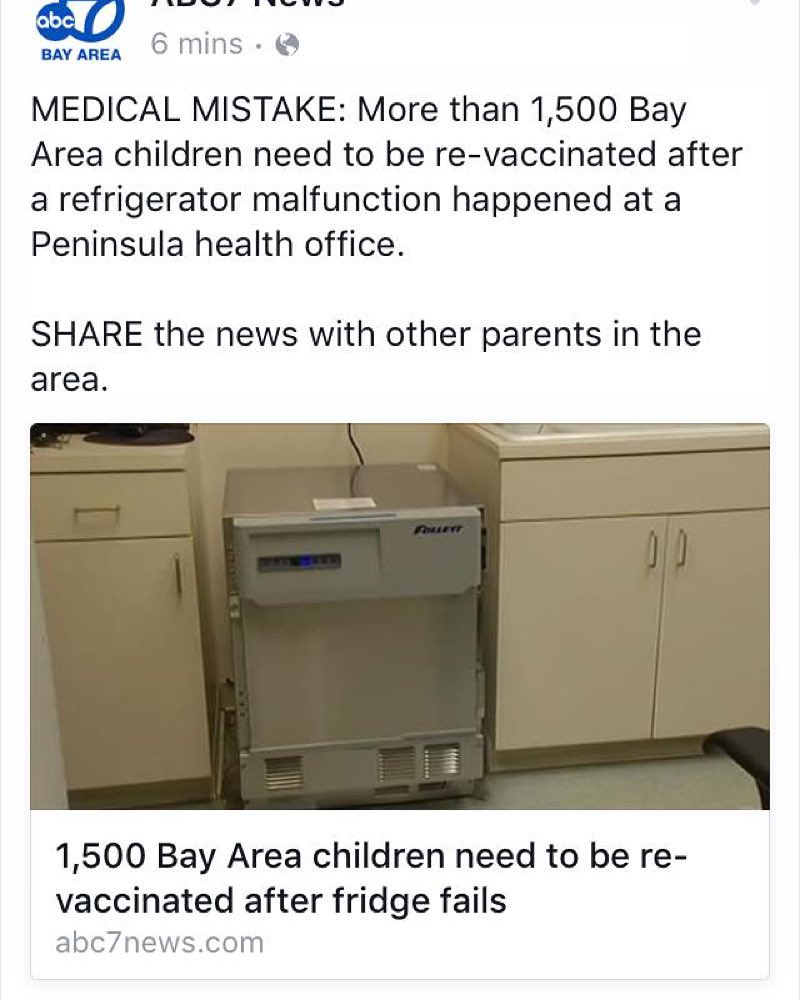 abc
BAY AREA
ABC7 News
6 mins ·
MEDICAL MISTAKE: More than 1,500 Bay
Area children need to be re-vaccinated after
a refrigerator malfunction happened at a
Peninsula health office.
SHARE the news with other parents in the
area.
FOLLETT
1,500 Bay Area children need to be re-
vaccinated after fridge fails
abc7news.com